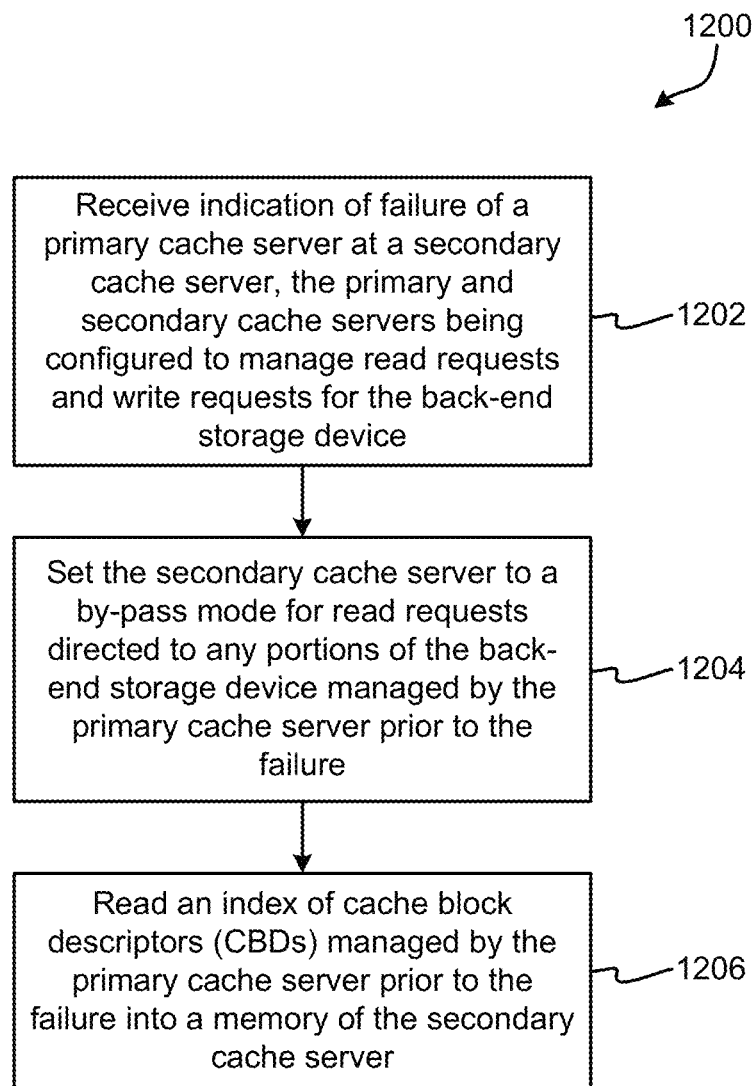 1200
Receive indication of failure of a
primary cache server at a secondary
cache server, the primary and
secondary cache servers being
configured to manage read requests
and write requests for the back-end
storage device
1202
Set the secondary cache server to a
by-pass mode for read requests
directed to any portions of the back-
end storage device managed by the
primary cache server prior to the
failure
1204
Read an index of cache block
descriptors (CBDs) managed by the
primary cache server prior to the
failure into a memory of the secondary
cache server
1206